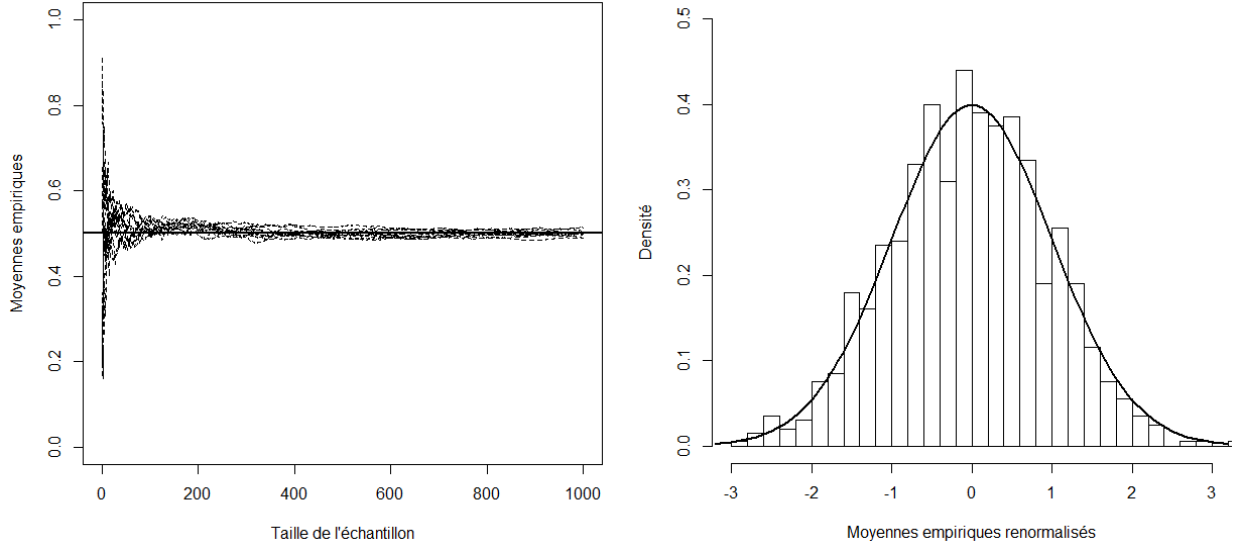 Moyennes empiriques
1.0
0.8
0.6
0.4
0.2
0.0
0 200 400 600 800 1000
Taille de l'échantillon
Densité
0.5
0.4
0.3
0.2
0.1
0.0
-3 -2 -1 0 1 2 3
Moyennes empiriques renormalisés